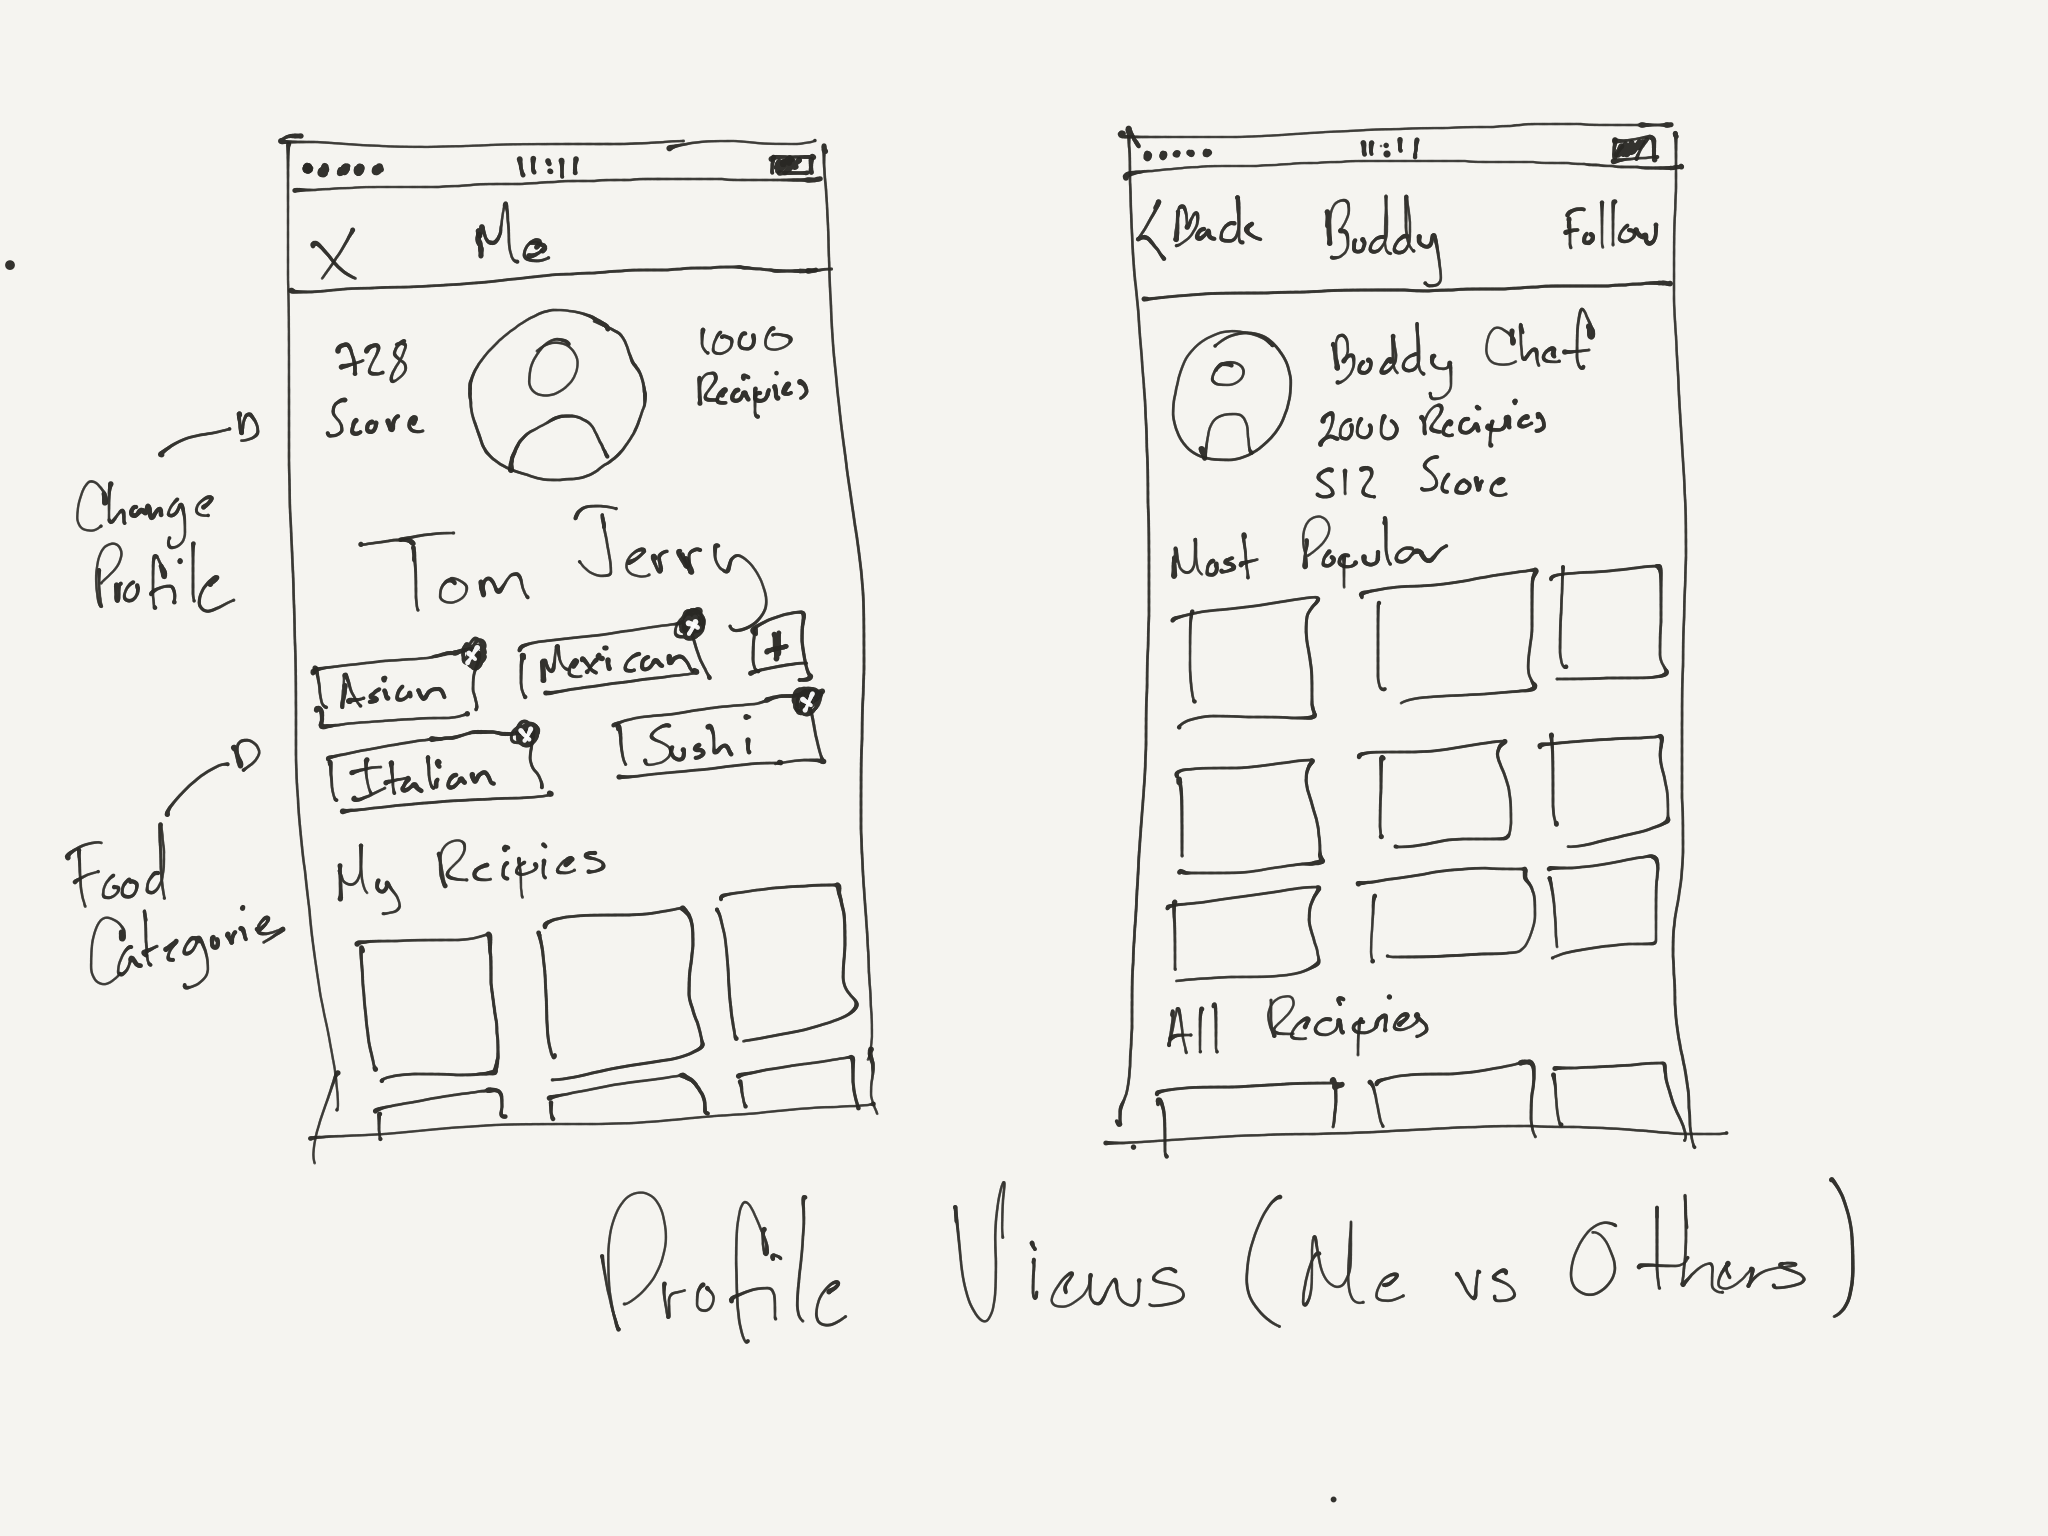 11:11
X
Me
728
Score
1000
Recipies
Change
Profile
Tom Jerry
Asian
Mexican
+
Italian
Sushi
Food
Categories
My Recipies
11:11
< Back
Buddy
Follow
Buddy Chef
2000 Recipies
512 Score
Most Popular
All Recipies
Profile Views (Me vs Others)